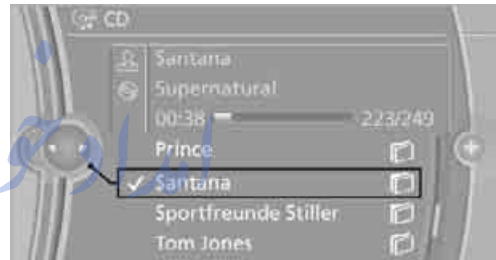 CD
Santana
Supernatural
00:38 223/249
Prince
Santana
Sportfreunde Stiller
Tom Jones